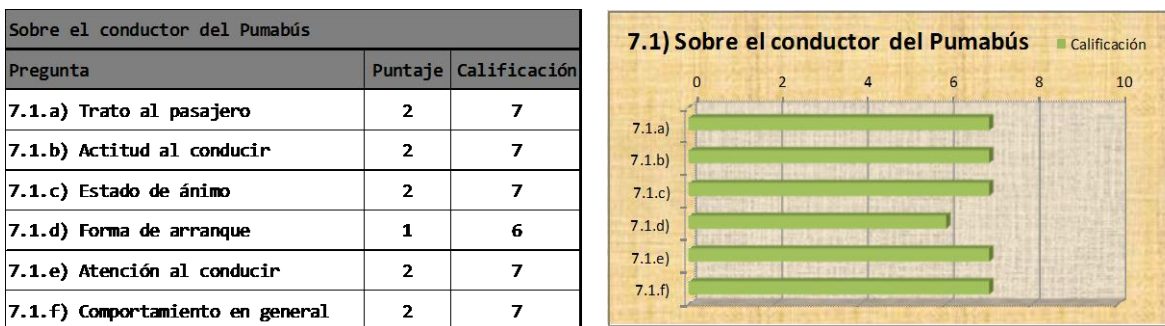 Sobre el conductor del Pumabús
Pregunta Puntaje Calificación
7.1.a) Trato al pasajero 2 7
7.1.b) Actitud al conducir 2 7
7.1.c) Estado de ánimo 2 7
7.1.d) Forma de arranque 1 6
7.1.e) Atención al conducir 2 7
7.1.f) Comportamiento en general 2 7
7.1) Sobre el conductor del Pumabús
Calificación
0 2 4 6 8 10
7.1.a)
7.1.b)
7.1.c)
7.1.d)
7.1.e)
7.1.f)